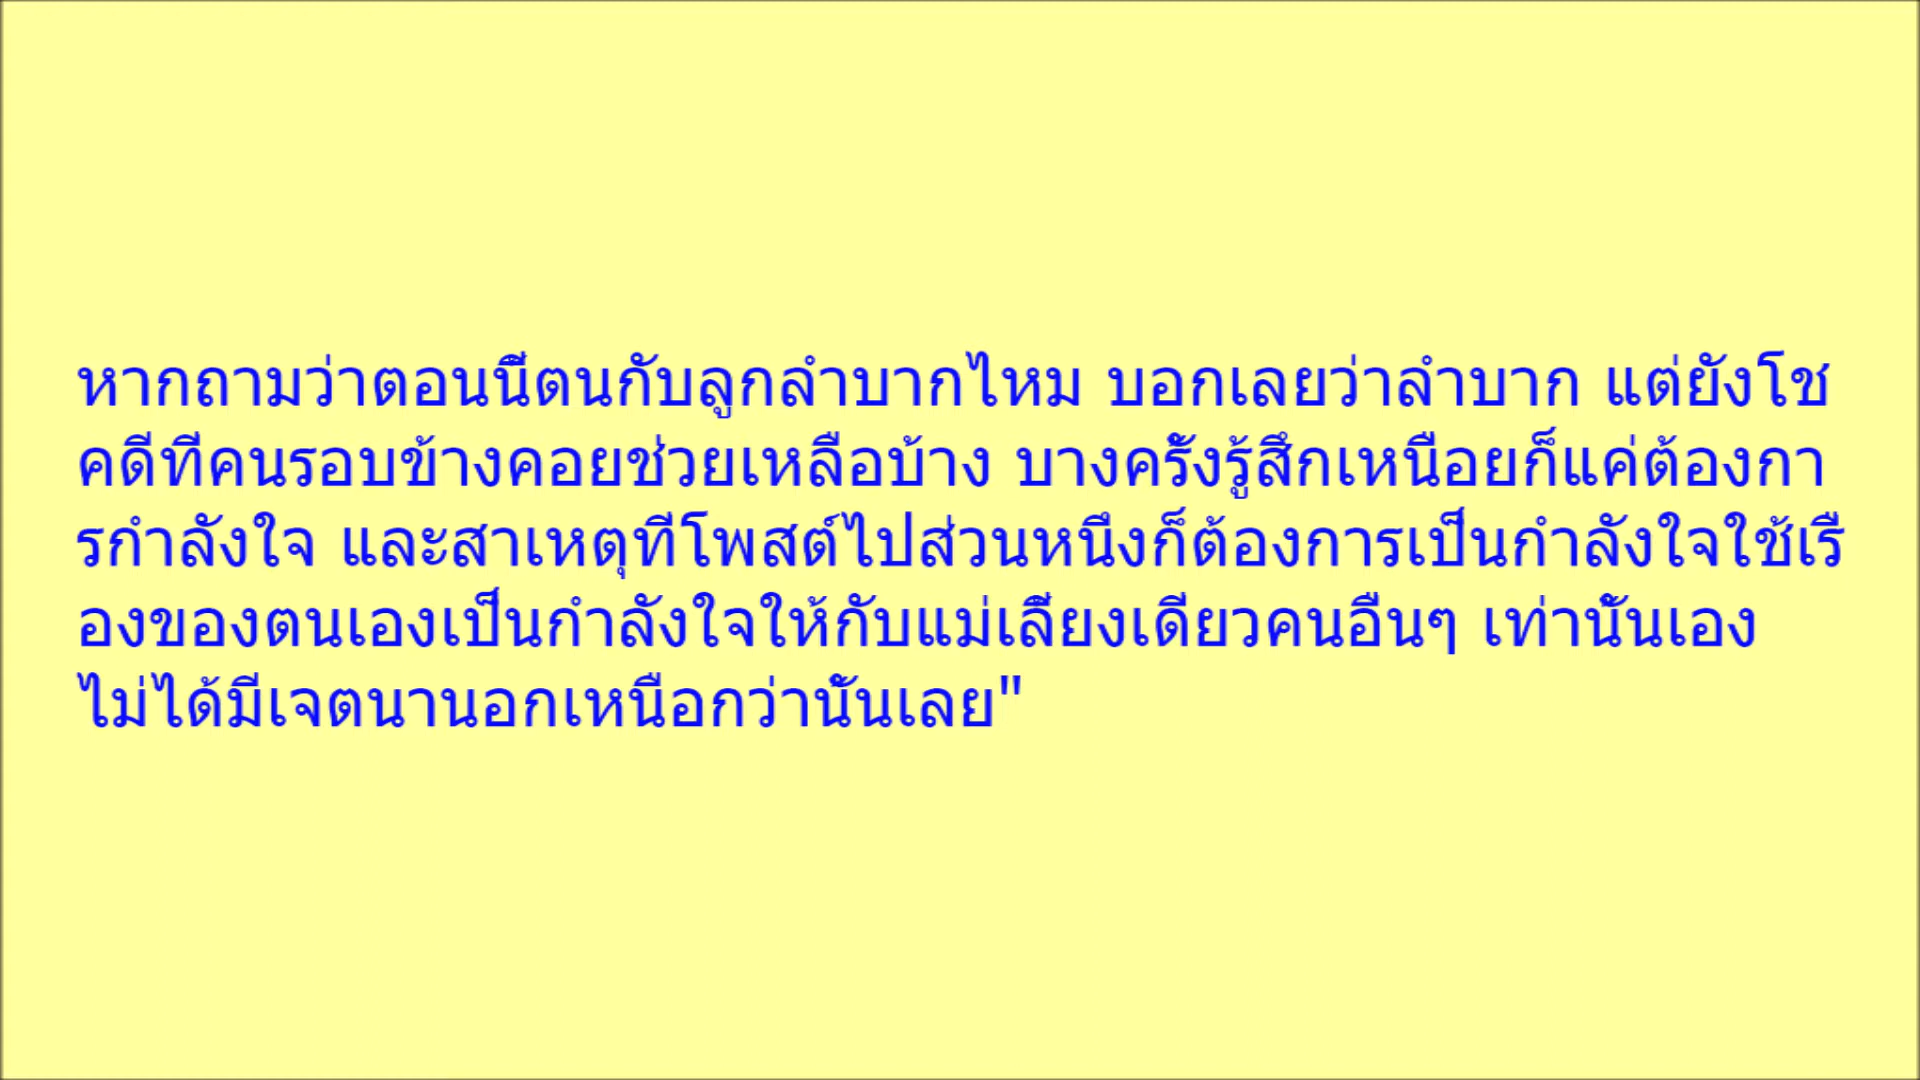 หากถามว่าตอนนี้ตนกับลูกลำบากไหม บอกเลยว่าลำบาก แต่ยังโช
คดีที่คนรอบข้างคอยช่วยเหลือบ้าง บางครั้งรู้สึกเหนื่อยก็แค่ต้องกา
รกำลังใจ และสาเหตุที่โพสต์ไปส่วนหนึ่งก็ต้องการเป็นกำลังใจใช้เรื่
องของตนเองเป็นกำลังใจให้กับแม่เลี้ยงเดี่ยวคนอื่นๆ เท่านั้นเอง
ไม่ได้มีเจตนานอกเหนือกว่านั้นเลย"